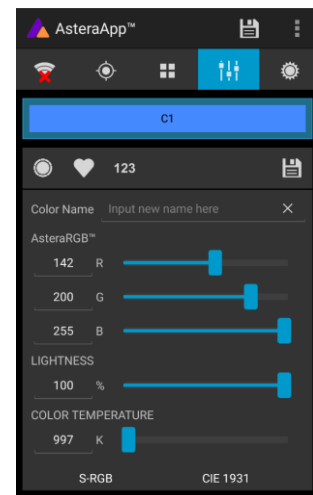 AsteraApp™
C1
123
Color Name Input new name here
AsteraRGB™
142 R
200 G
255 B
LIGHTNESS
100 %
COLOR TEMPERATURE
997 K
S-RGB CIE 1931